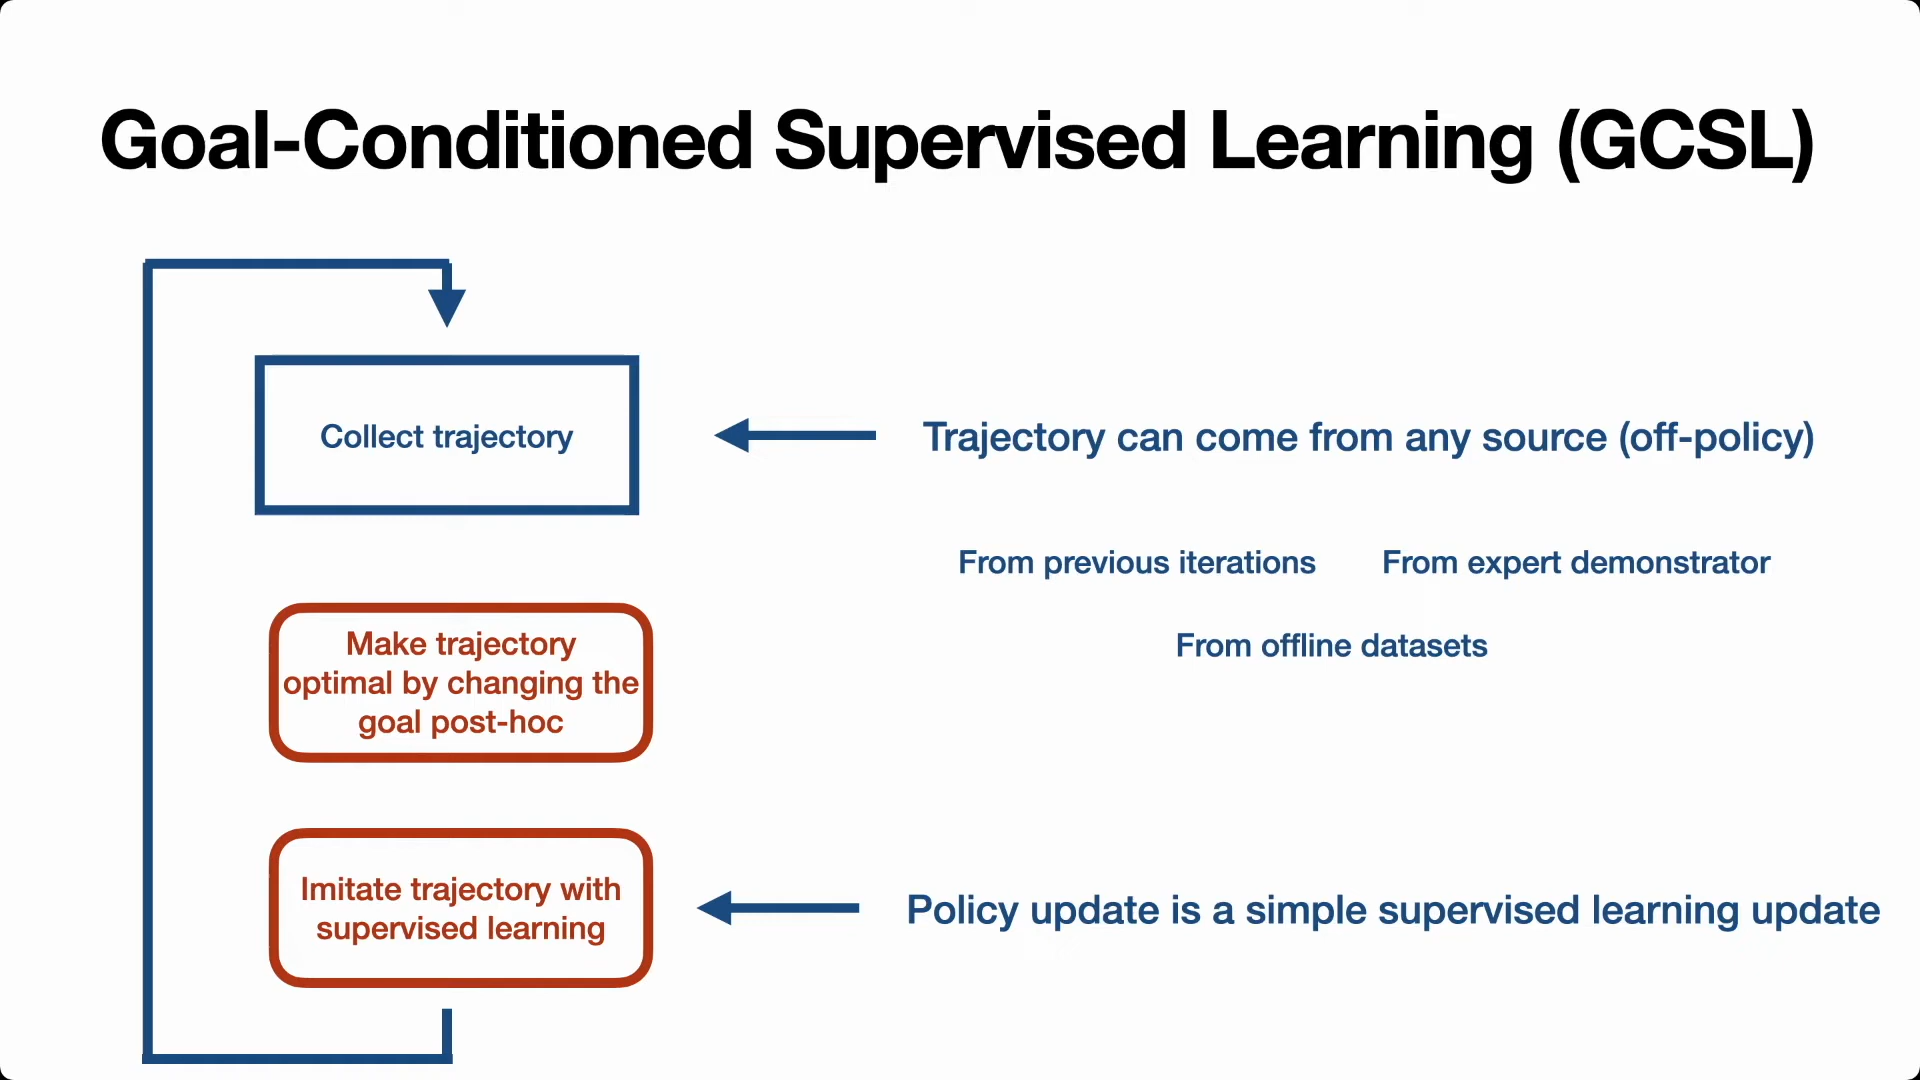 Goal-Conditioned Supervised Learning (GCSL)
Collect trajectory
Trajectory can come from any source (off-policy)
From previous iterations
From expert demonstrator
From offline datasets
Make trajectory
optimal by changing the
goal post-hoc
Imitate trajectory with
supervised learning
Policy update is a simple supervised learning update